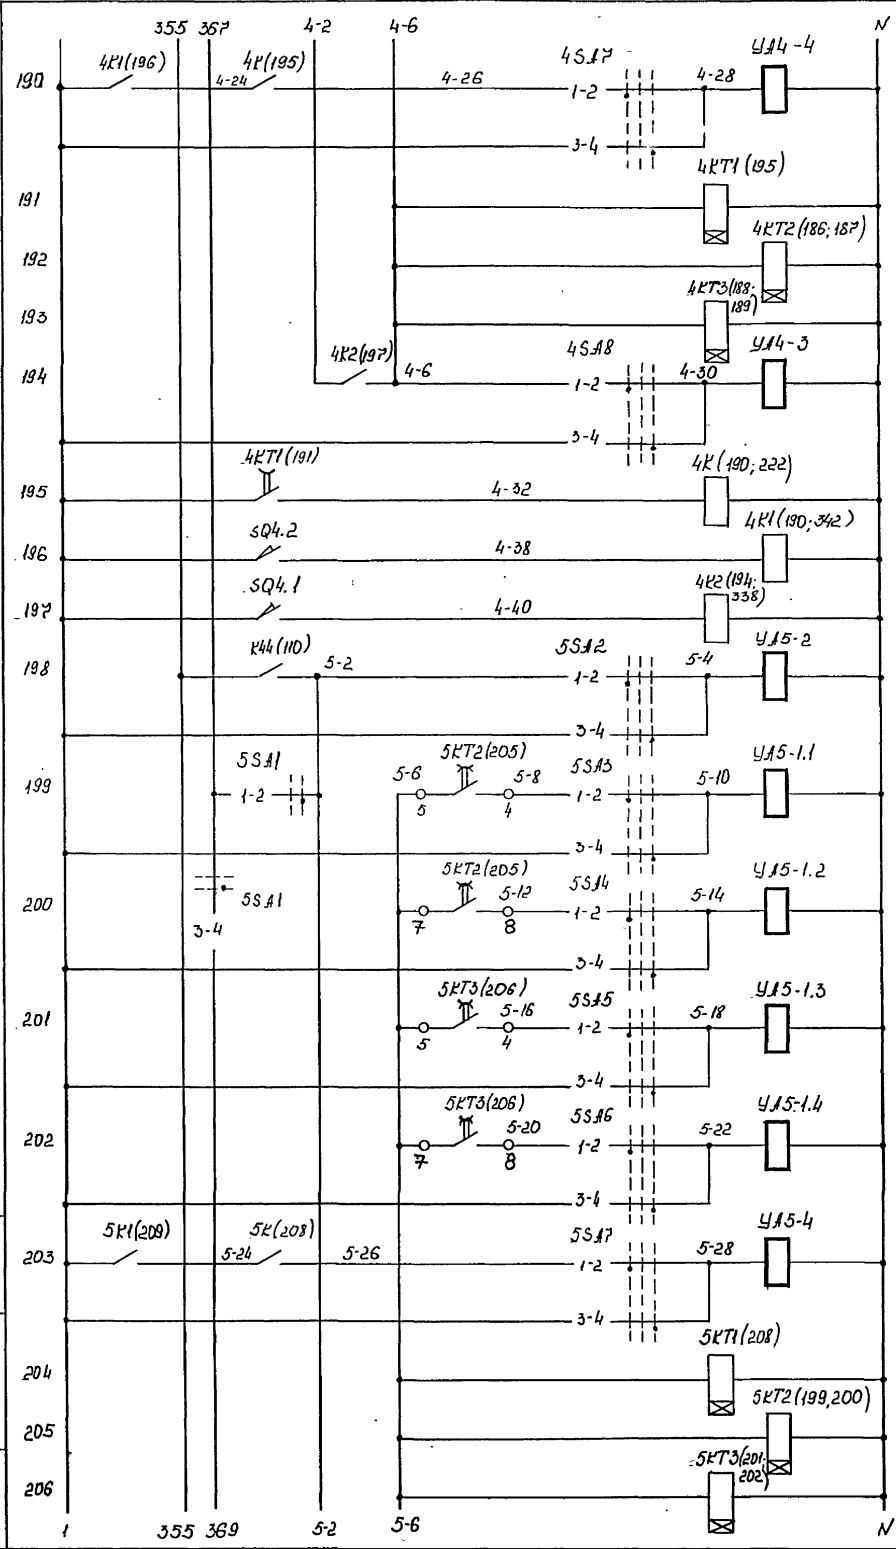 355 367 4-2 4-6 N
190 4K1(196) 4-24 4K(195) 4-26 4SA7 1-2 4-28 YA4-4
3-4
191 4KT1(195)
192 4KT2(186;187)
193 4KT3(188;
189)
194 4K2(197) 4-6 4SA8 1-2 4-30 YA4-3
3-4
195 4KT1(191) 4-32 4K(190;222)
196 SQ4.2 4-38 4K1(190;342)
197 SQ4.1 4-40 4K2(194;
338)
198 K44(110) 5-2 5SA2 1-2 5-4 YA5-2
3-4
199 5SA1 1-2 5-6 5 5KT2(205) 5-8 4 5SA3 1-2 5-10 YA5-1.1
3-4
200 5SA1 3-4 7 5KT2(205) 5-12 8 5SA4 1-2 5-14 YA5-1.2
3-4
201 5 5KT3(206) 5-16 4 5SA5 1-2 5-18 YA5-1.3
3-4
202 7 5KT3(206) 5-20 8 5SA6 1-2 5-22 YA5-1.4
3-4
203 5K1(209) 5-24 5K(208) 5-26 5SA7 1-2 5-28 YA5-4
3-4
204 5KT1(208)
205 5KT2(199,200)
206 5KT3(201;
202)
1 355 369 5-2 5-6 N